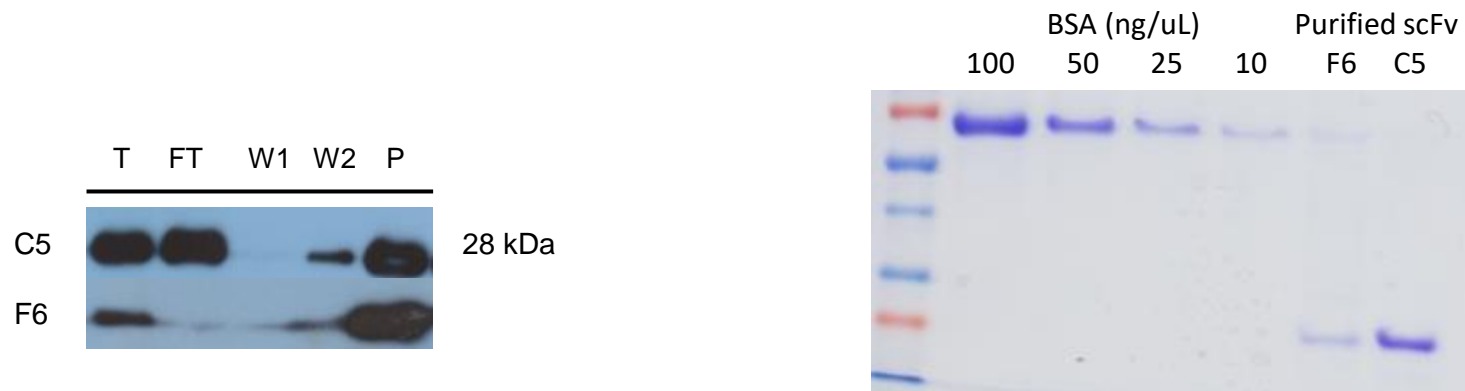 BSA (ng/uL) Purified scFv
100 50 25 10 F6 C5
T FT W1 W2 P
C5 28 kDa
F6